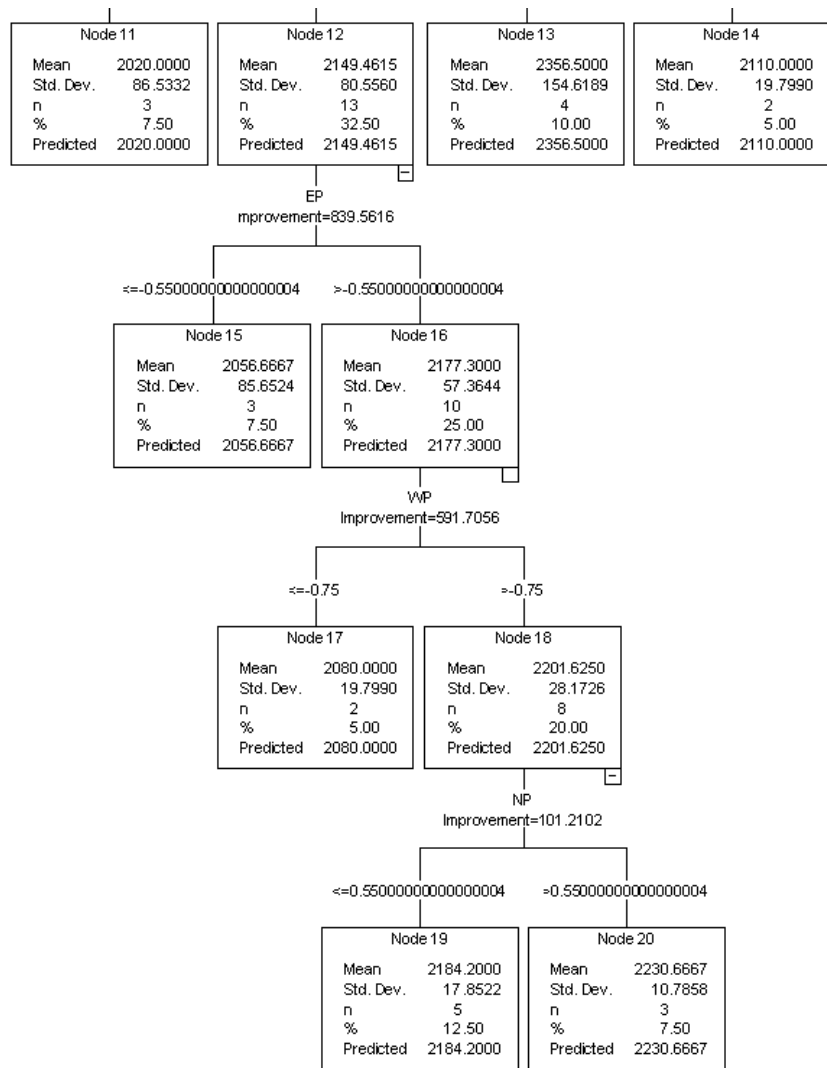 Node 11
Mean 2020.0000
Std. Dev. 86.5332
n 3
% 7.50
Predicted 2020.0000
Node 12
Mean 2149.4615
Std. Dev. 80.5560
n 13
% 32.50
Predicted 2149.4615
Node 13
Mean 2356.5000
Std. Dev. 154.6189
n 4
% 10.00
Predicted 2356.5000
Node 14
Mean 2110.0000
Std. Dev. 19.7990
n 2
% 5.00
Predicted 2110.0000
EP
mprovement=839.5616
<=-0.55000000000000004
>-0.55000000000000004
Node 15
Mean 2056.6667
Std. Dev. 85.6524
n 3
% 7.50
Predicted 2056.6667
Node 16
Mean 2177.3000
Std. Dev. 57.3644
n 10
% 25.00
Predicted 2177.3000
WP
Improvement=591.7056
<=-0.75
>-0.75
Node 17
Mean 2080.0000
Std. Dev. 19.7990
n 2
% 5.00
Predicted 2080.0000
Node 18
Mean 2201.6250
Std. Dev. 28.1726
n 8
% 20.00
Predicted 2201.6250
NP
Improvement=101.2102
<=0.55000000000000004
>0.55000000000000004
Node 19
Mean 2184.2000
Std. Dev. 17.8522
n 5
% 12.50
Predicted 2184.2000
Node 20
Mean 2230.6667
Std. Dev. 10.7858
n 3
% 7.50
Predicted 2230.6667